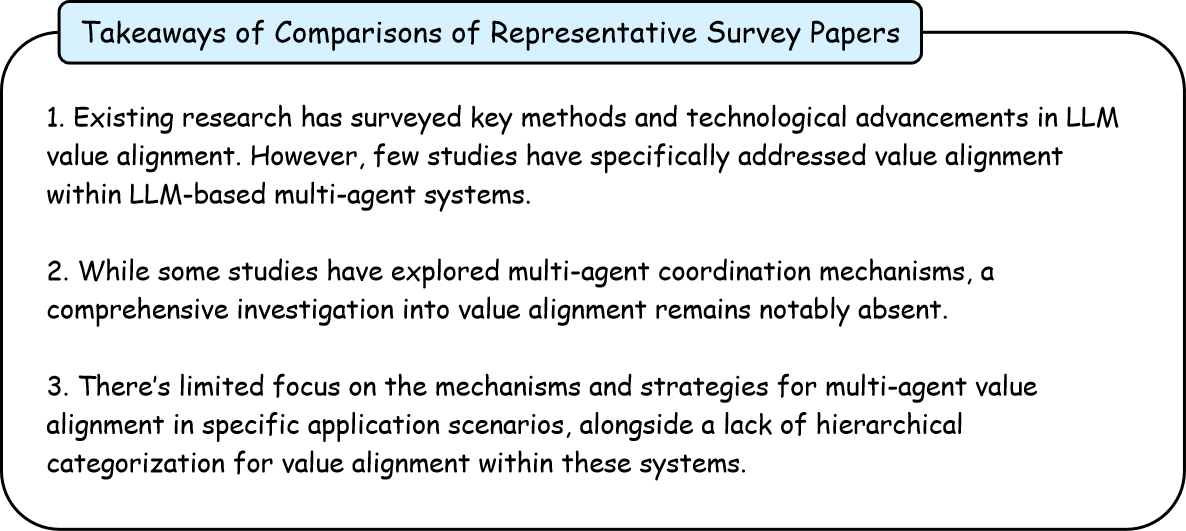 Takeaways of Comparisons of Representative Survey Papers
1. Existing research has surveyed key methods and technological advancements in LLM
value alignment. However, few studies have specifically addressed value alignment
within LLM-based multi-agent systems.
2. While some studies have explored multi-agent coordination mechanisms, a
comprehensive investigation into value alignment remains notably absent.
3. There's limited focus on the mechanisms and strategies for multi-agent value
alignment in specific application scenarios, alongside a lack of hierarchical
categorization for value alignment within these systems.